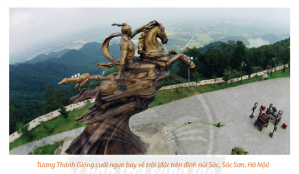 Tượng Thánh Gióng cưỡi ngựa bay về trời (đặt trên đỉnh núi Sóc, Sóc Sơn, Hà Nội)